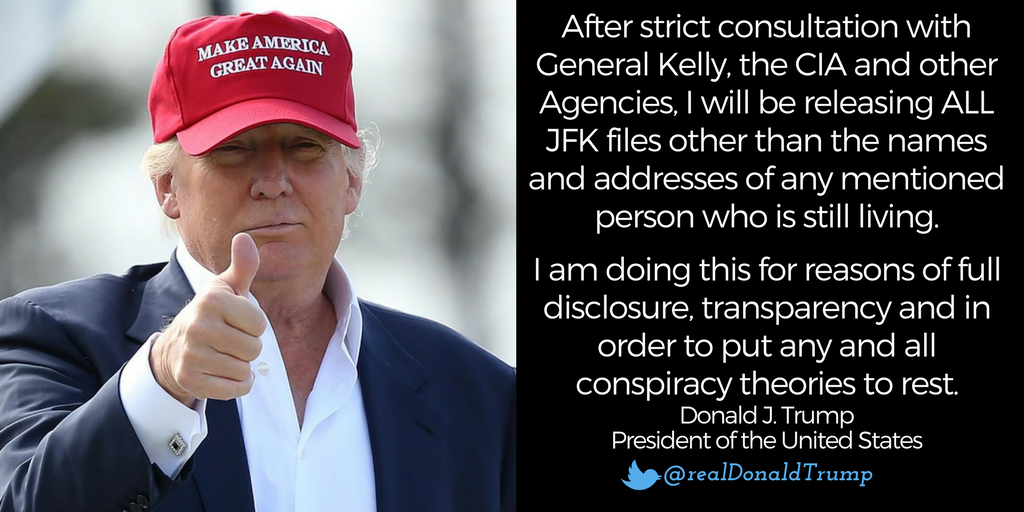 MAKE AMERICA
GREAT AGAIN
After strict consultation with
General Kelly, the CIA and other
Agencies, I will be releasing ALL
JFK files other than the names
and addresses of any mentioned
person who is still living.
I am doing this for reasons of full
disclosure, transparency and in
order to put any and all
conspiracy theories to rest.
Donald J. Trump
President of the United States
@realDonaldTrump